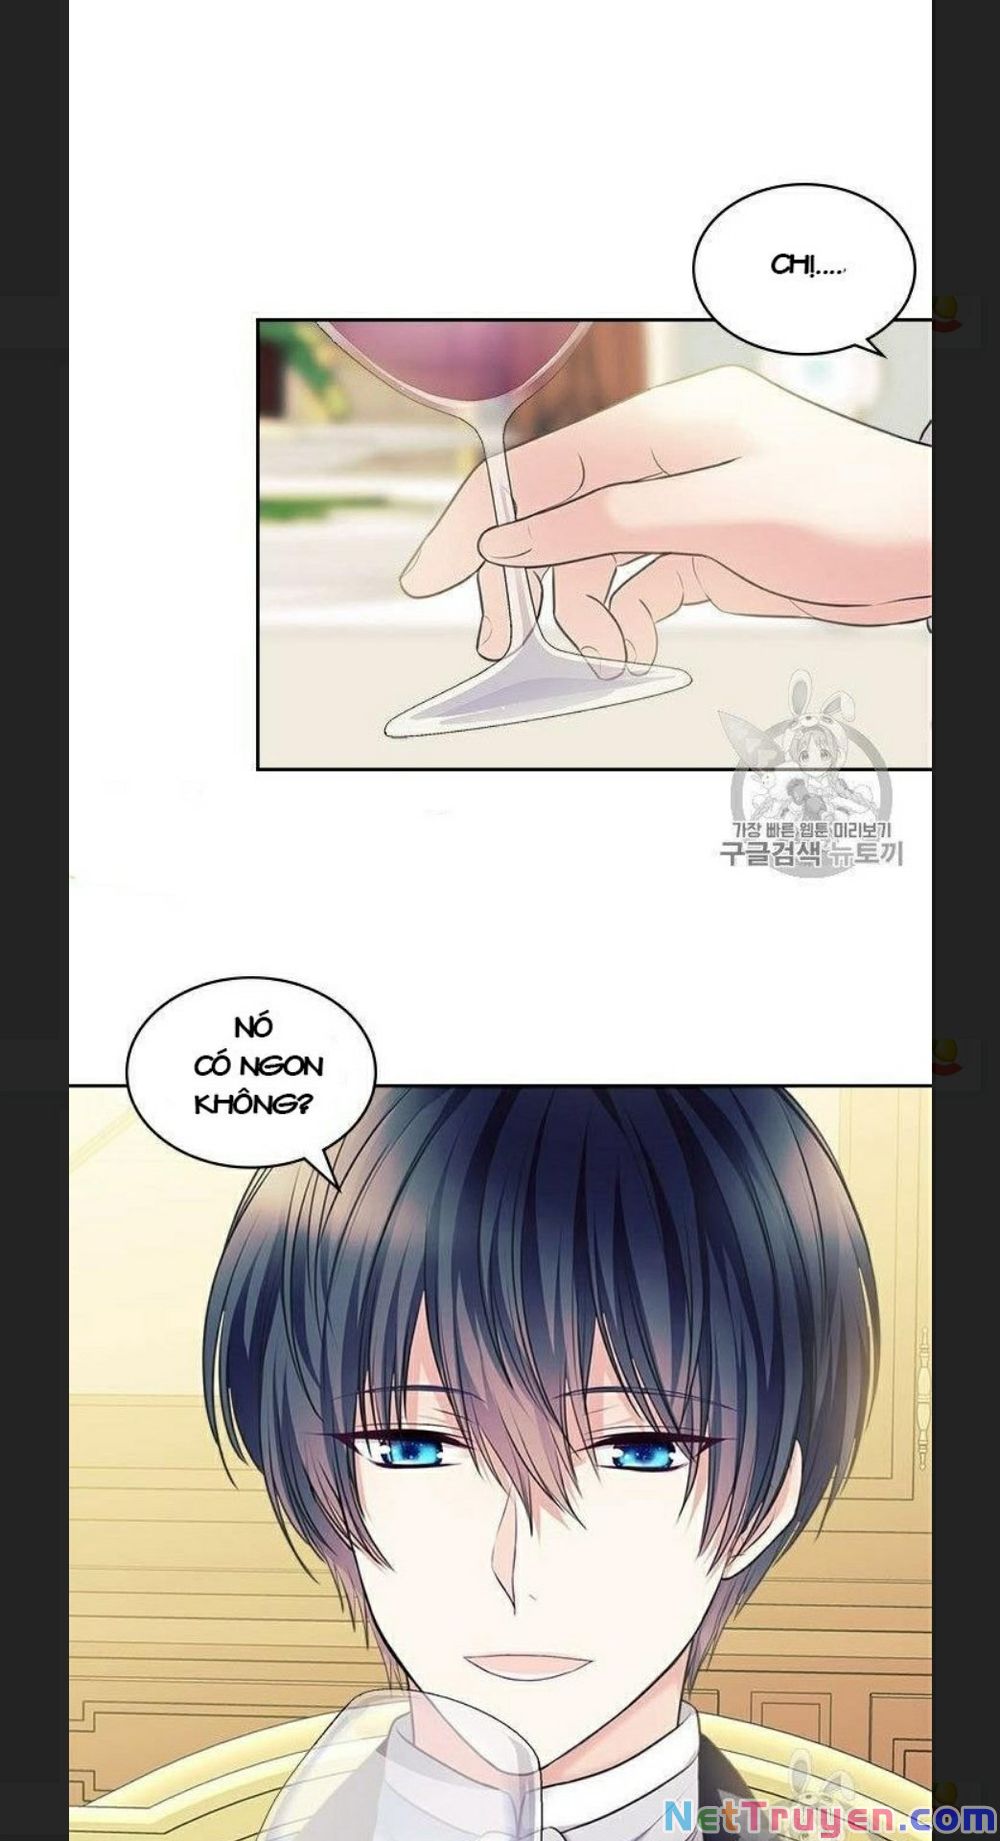 CHỊ....
가장 빠른 웹툰 미리보기
구글검색 뉴토끼
NÓ
CÓ NGON
KHÔNG?
NetTruyen.com